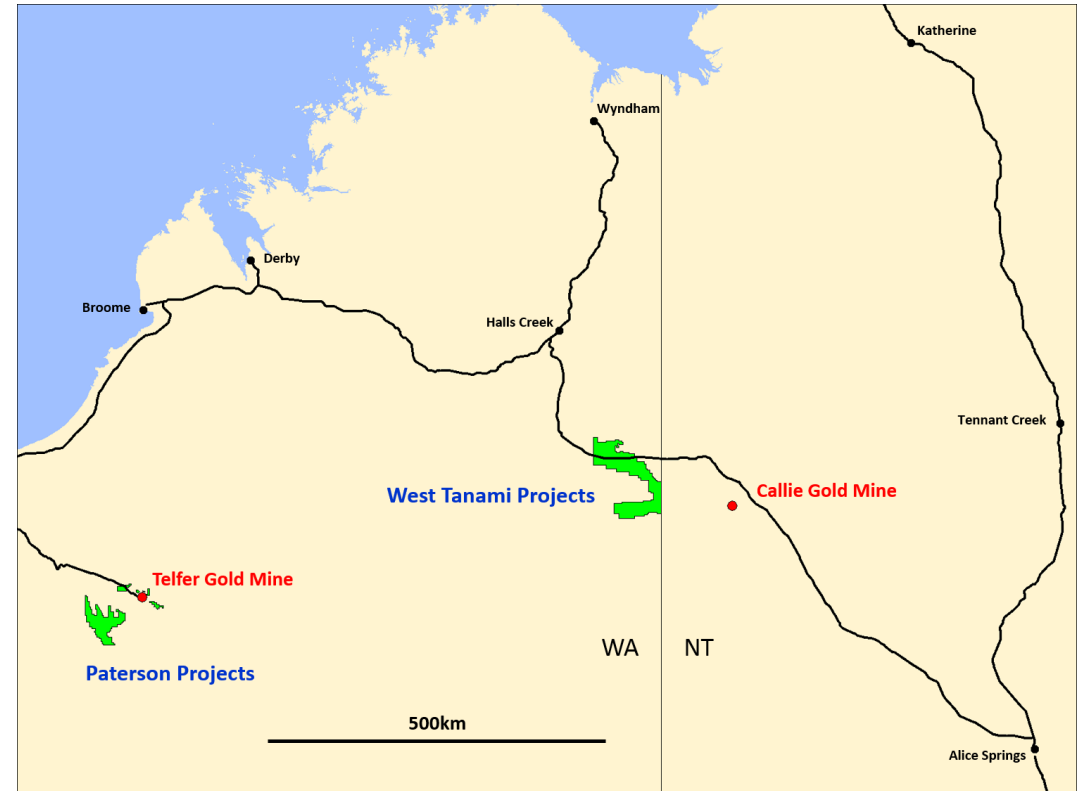 Katherine
Wyndham
Derby
Broome
Halls Creek
Tennant Creek
West Tanami Projects
Callie Gold Mine
Telfer Gold Mine
WA
NT
Paterson Projects
500km
Alice Springs